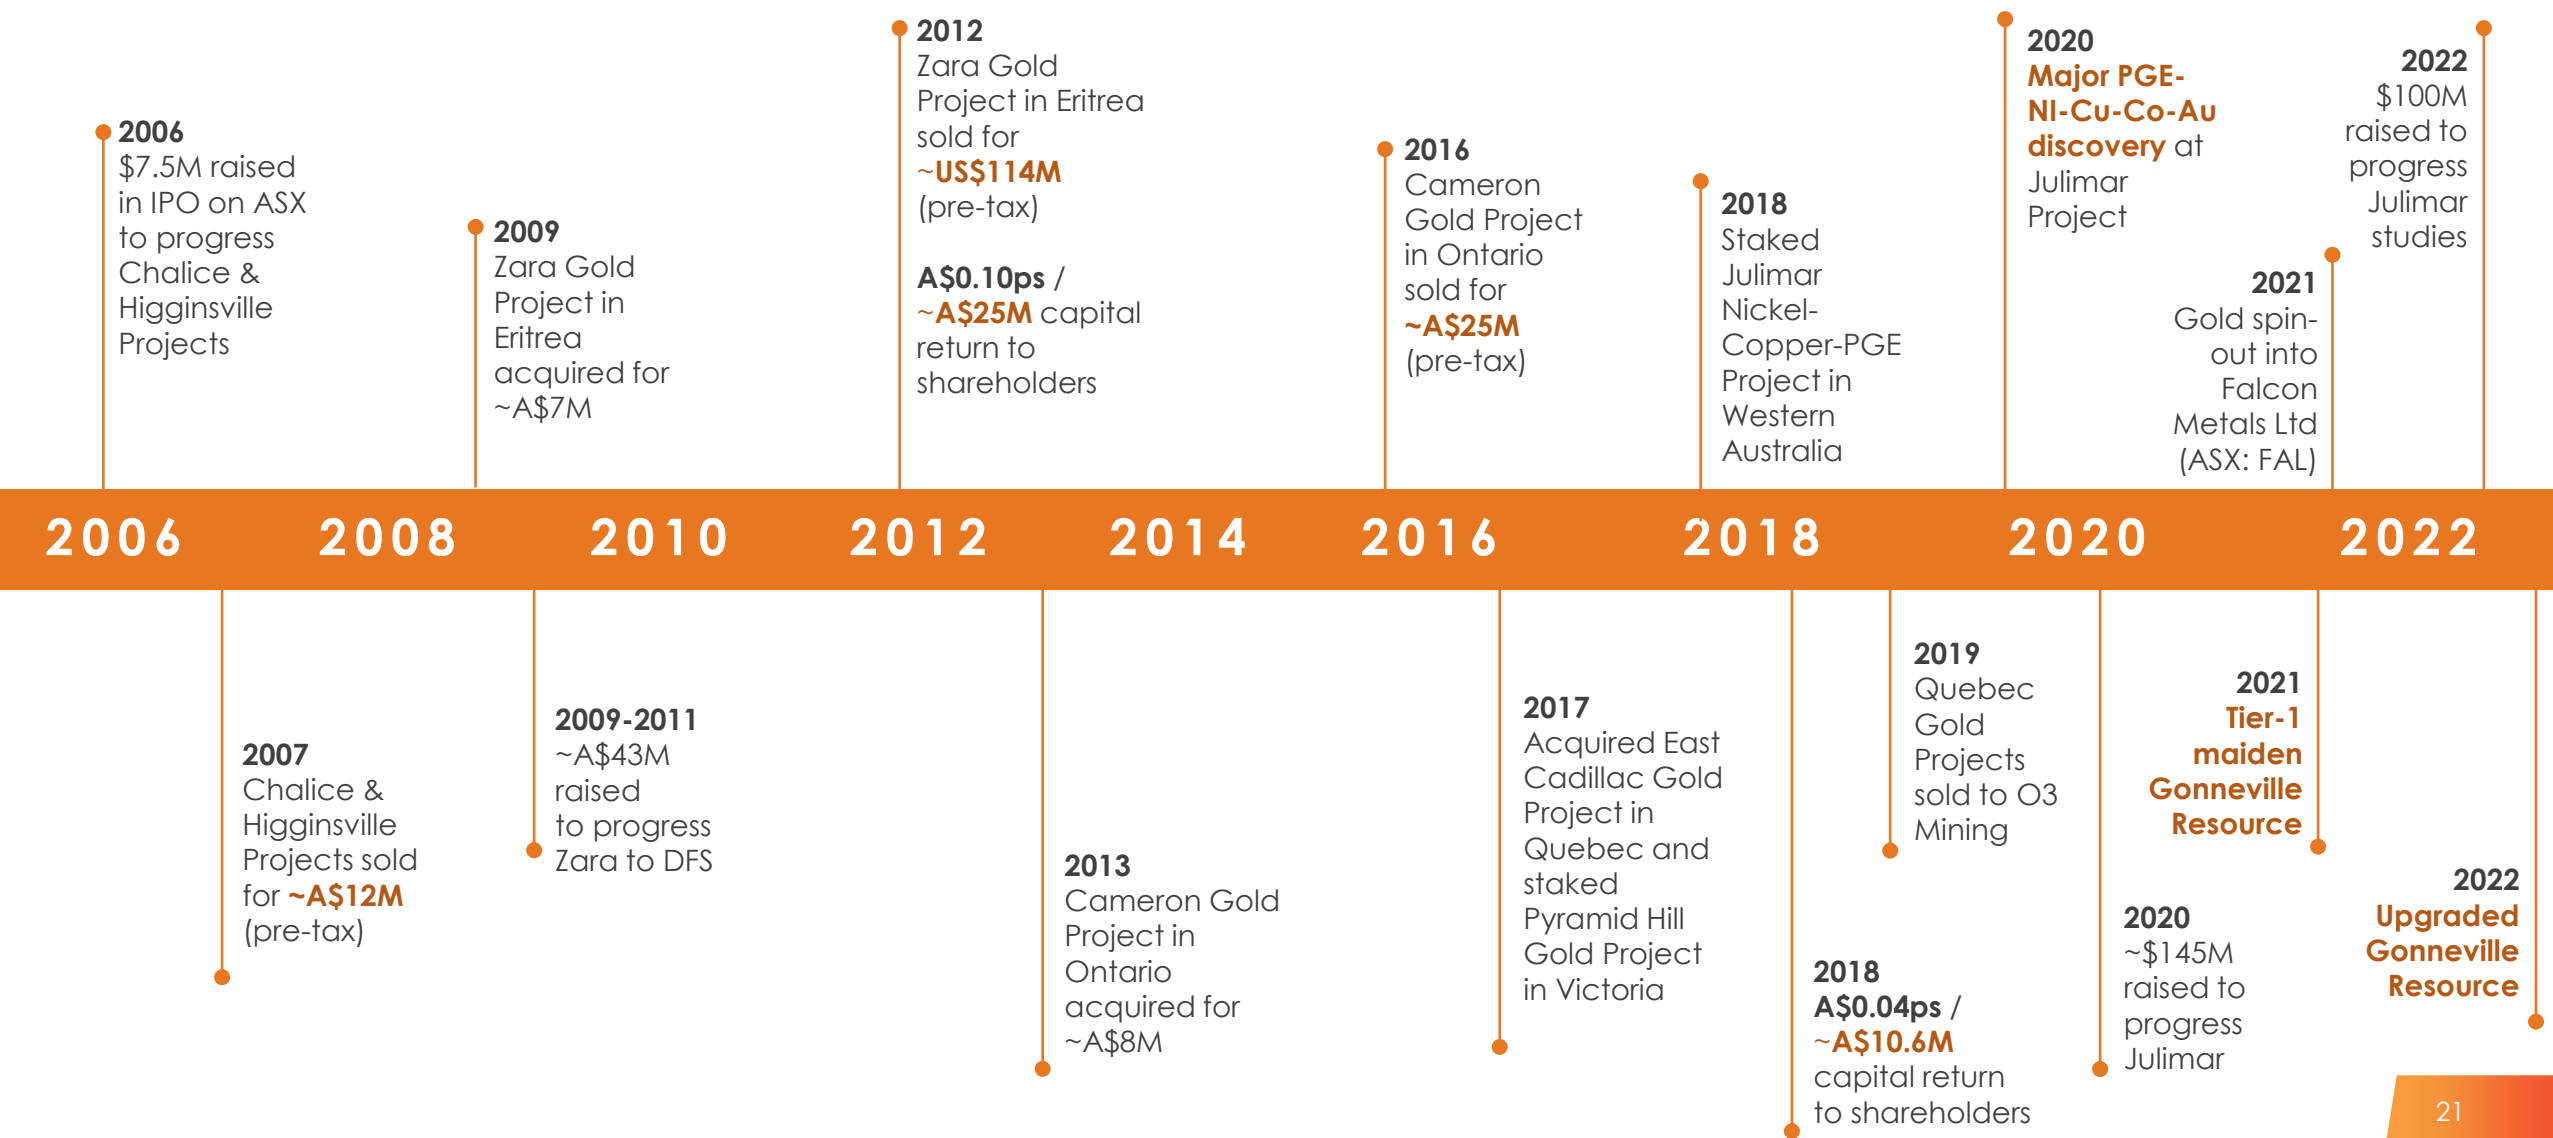 2006
$7.5M raised
in IPO on ASX
to progress
Chalice &
Higginsville
Projects
2009
Zara Gold
Project in
Eritrea
acquired for
~A$7M
2012
Zara Gold
Project in Eritrea
sold for
~US$114M
(pre-tax)
A$0.10ps /
~A$25M capital
return to
shareholders
2016
Cameron
Gold Project
in Ontario
sold for
~A$25M
(pre-tax)
2018
Staked
Julimar
Nickel-
Copper-PGE
Project in
Western
Australia
2020
Major PGE-
NI-Cu-Co-Au
discovery at
Julimar
Project
2021
Gold spin-
out into
Falcon
Metals Ltd
(ASX: FAL)
2022
$100M
raised to
progress
Julimar
studies
2006 2008 2010 2012 2014 2016 2018 2020 2022
2007
Chalice &
Higginsville
Projects sold
for ~A$12M
(pre-tax)
2009-2011
~A$43M
raised
to progress
Zara to DFS
2013
Cameron Gold
Project in
Ontario
acquired for
~A$8M
2017
Acquired East
Cadillac Gold
Project in
Quebec and
staked
Pyramid Hill
Gold Project
in Victoria
2018
A$0.04ps /
~A$10.6M
capital return
to shareholders
2019
Quebec
Gold
Projects
sold to O3
Mining
2020
~$145M
raised to
progress
Julimar
2021
Tier-1
maiden
Gonneville
Resource
2022
Upgraded
Gonneville
Resource
21